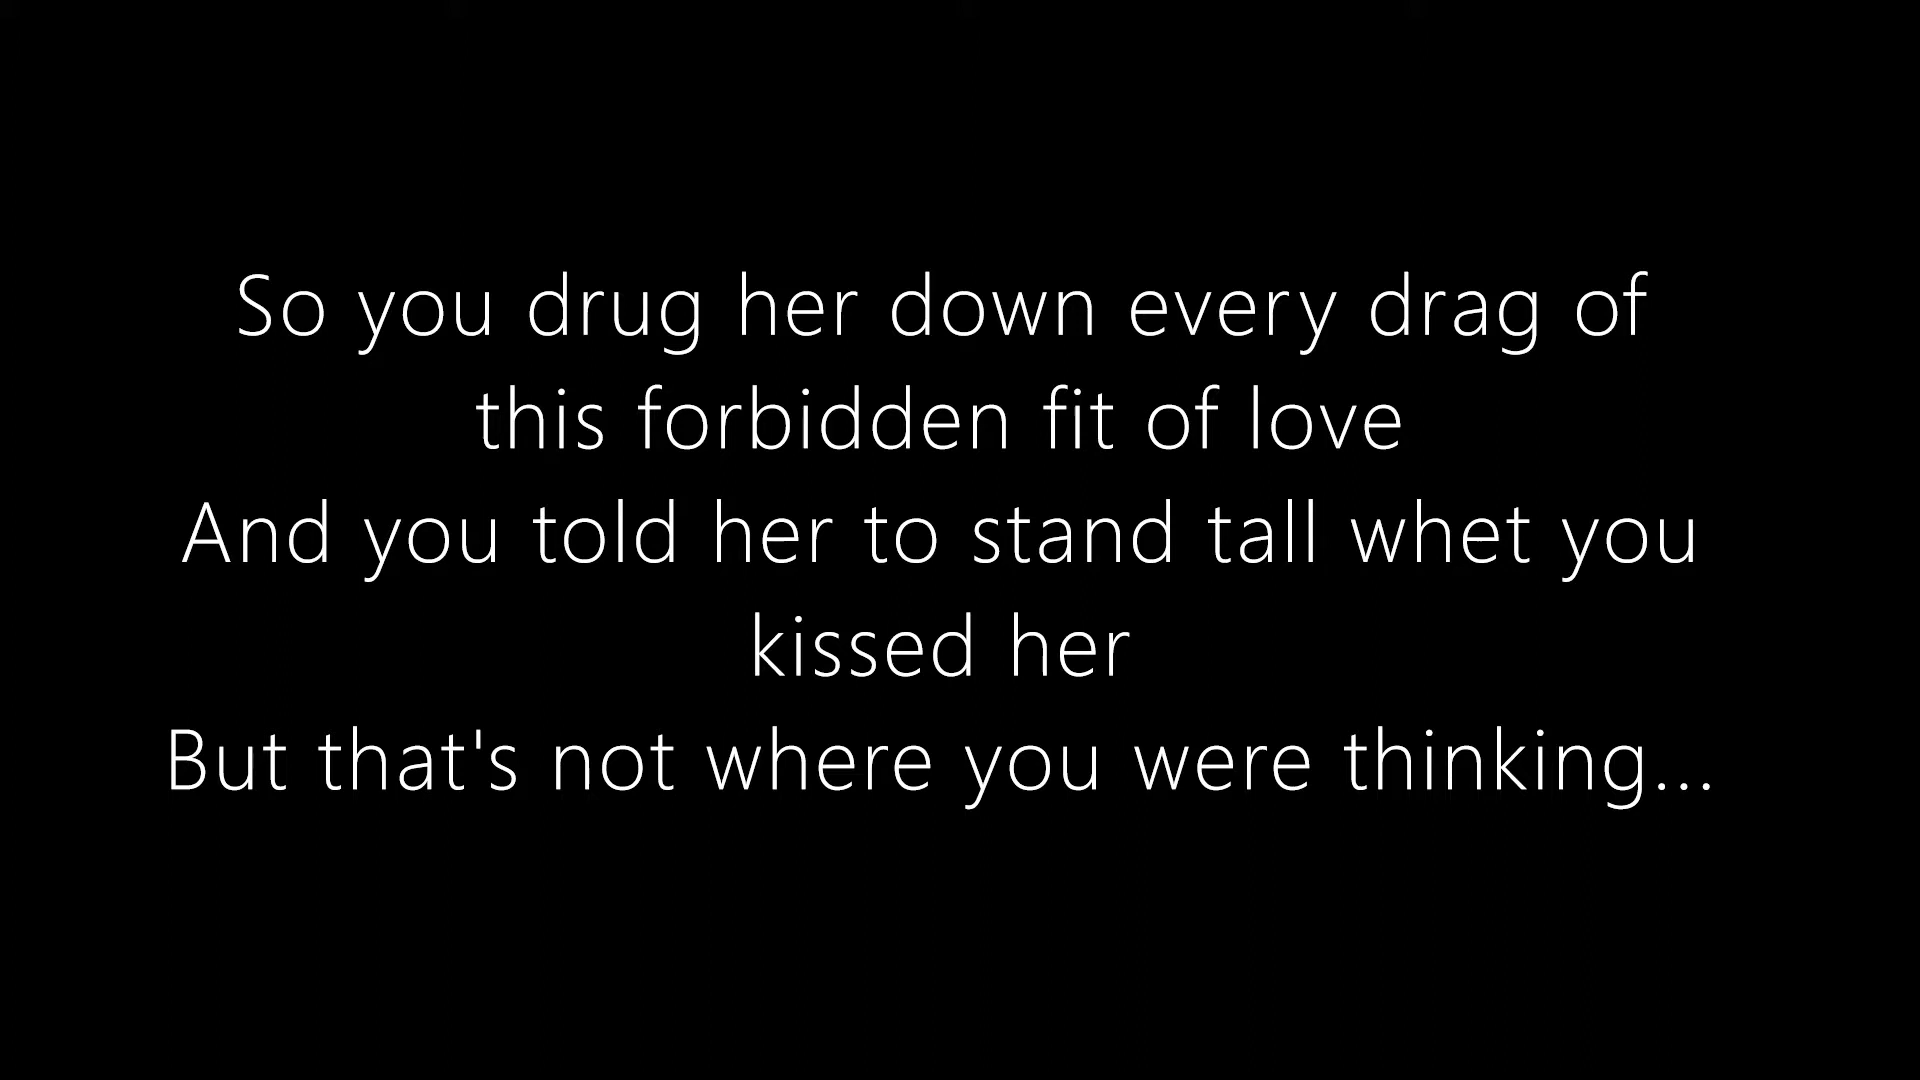 So you drug her down every drag of
this forbidden fit of love
And you told her to stand tall whet you
kissed her
But that's not where you were thinking...